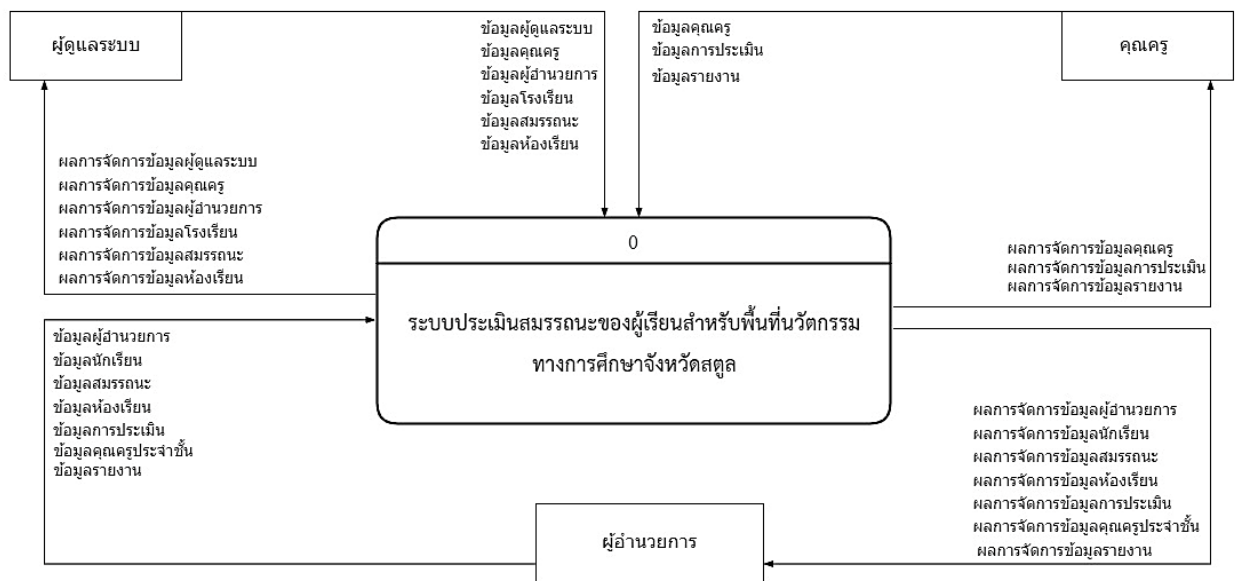 ผู้ดูแลระบบ
ข้อมูลผู้ดูแลระบบ
ข้อมูลคุณครู
ข้อมูลผู้อำนวยการ
ข้อมูลโรงเรียน
ข้อมูลสมรรถนะ
ข้อมูลห้องเรียน
ข้อมูลคุณครู
ข้อมูลการประเมิน
ข้อมูลรายงาน
คุณครู
ผลการจัดการข้อมูลผู้ดูแลระบบ
ผลการจัดการข้อมูลคุณครู
ผลการจัดการข้อมูลผู้อำนวยการ
ผลการจัดการข้อมูลโรงเรียน
ผลการจัดการข้อมูลสมรรถนะ
ผลการจัดการข้อมูลห้องเรียน
0
ระบบประเมินสมรรถนะของผู้เรียนสำหรับพื้นที่นวัตกรรม
ทางการศึกษาจังหวัดสตูล
ผลการจัดการข้อมูลคุณครู
ผลการจัดการข้อมูลการประเมิน
ผลการจัดการข้อมูลรายงาน
ข้อมูลผู้อำนวยการ
ข้อมูลนักเรียน
ข้อมูลสมรรถนะ
ข้อมูลห้องเรียน
ข้อมูลการประเมิน
ข้อมูลคุณครูประจำชั้น
ข้อมูลรายงาน
ผลการจัดการข้อมูลผู้อำนวยการ
ผลการจัดการข้อมูลนักเรียน
ผลการจัดการข้อมูลสมรรถนะ
ผลการจัดการข้อมูลห้องเรียน
ผลการจัดการข้อมูลการประเมิน
ผลการจัดการข้อมูลคุณครูประจำชั้น
ผลการจัดการข้อมูลรายงาน
ผู้อำนวยการ